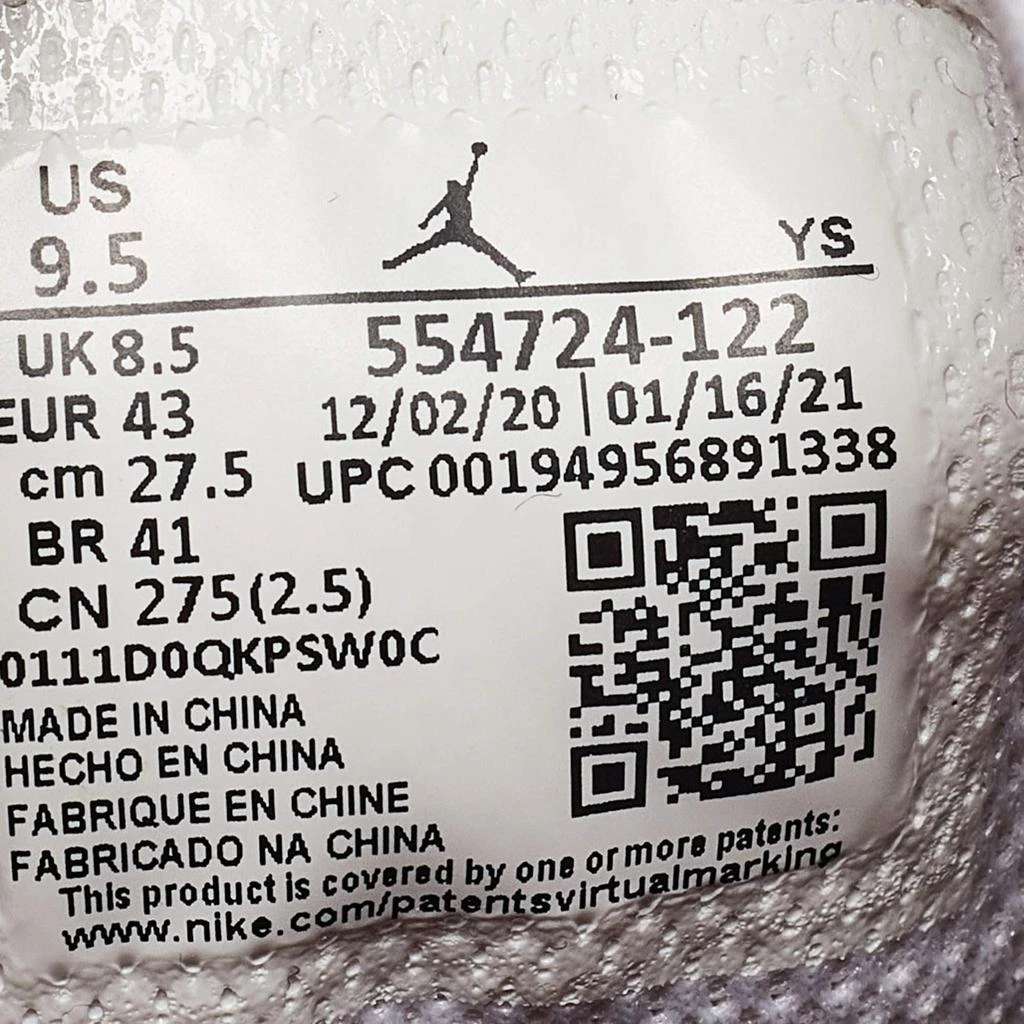 US
9.5
YS
UK 8.5
554724-122
EUR 43
12/02/20 | 01/16/21
cm 27.5
UPC 00194956891338
BR 41
CN 275(2.5)
0111D0QKPSW0C
MADE IN CHINA
HECHO EN CHINA
FABRIQUE EN CHINE
FABRICADO NA CHINA
This product is covered by one or more patents:
www.nike.com/patentsvirtualmarking